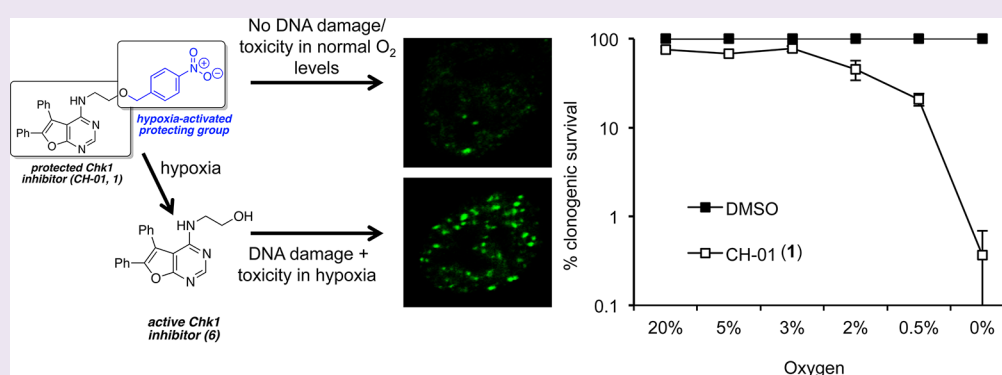 No DNA damage/
toxicity in normal O2
levels
O
N
+
O-
O
HN
Ph
Ph
N
O
N
hypoxia-activated
protecting group
protected Chk1
inhibitor (CH-01, 1)
hypoxia
OH
HN
Ph
Ph
N
O
N
DNA damage +
toxicity in hypoxia
active Chk1
inhibitor (6)
% clonogenic survival
100
10
1
0.1
DMSO
CH-01 (1)
20% 5% 3% 2% 0.5% 0%
Oxygen